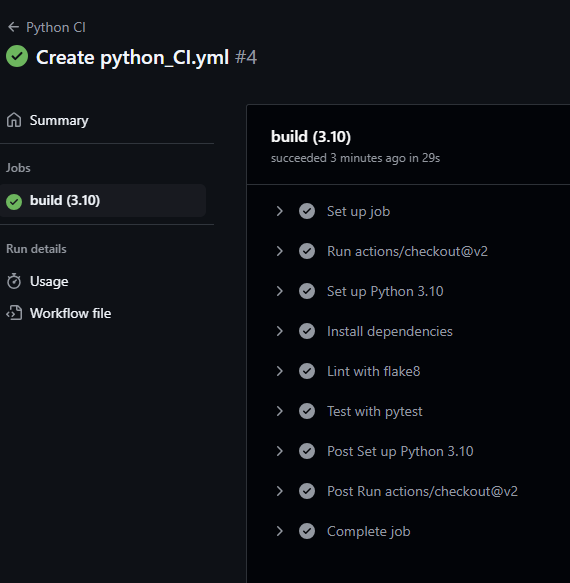 Python CI
Create python_CI.yml #4
Summary
Jobs
build (3.10)
Run details
Usage
Workflow file
build (3.10)
succeeded 3 minutes ago in 29s
Set up job
Run actions/checkout@v2
Set up Python 3.10
Install dependencies
Lint with flake8
Test with pytest
Post Set up Python 3.10
Post Run actions/checkout@v2
Complete job